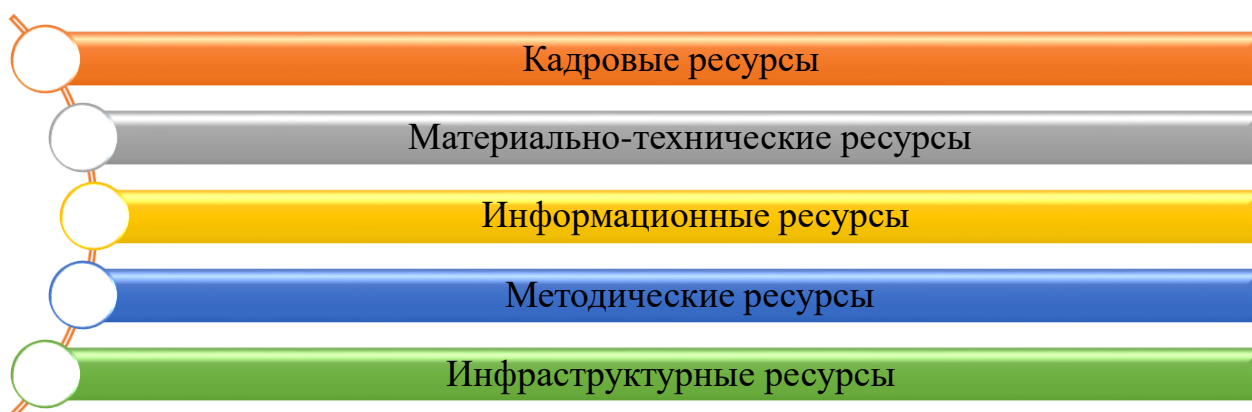 Кадровые ресурсы
Материально-технические ресурсы
Информационные ресурсы
Методические ресурсы
Инфраструктурные ресурсы